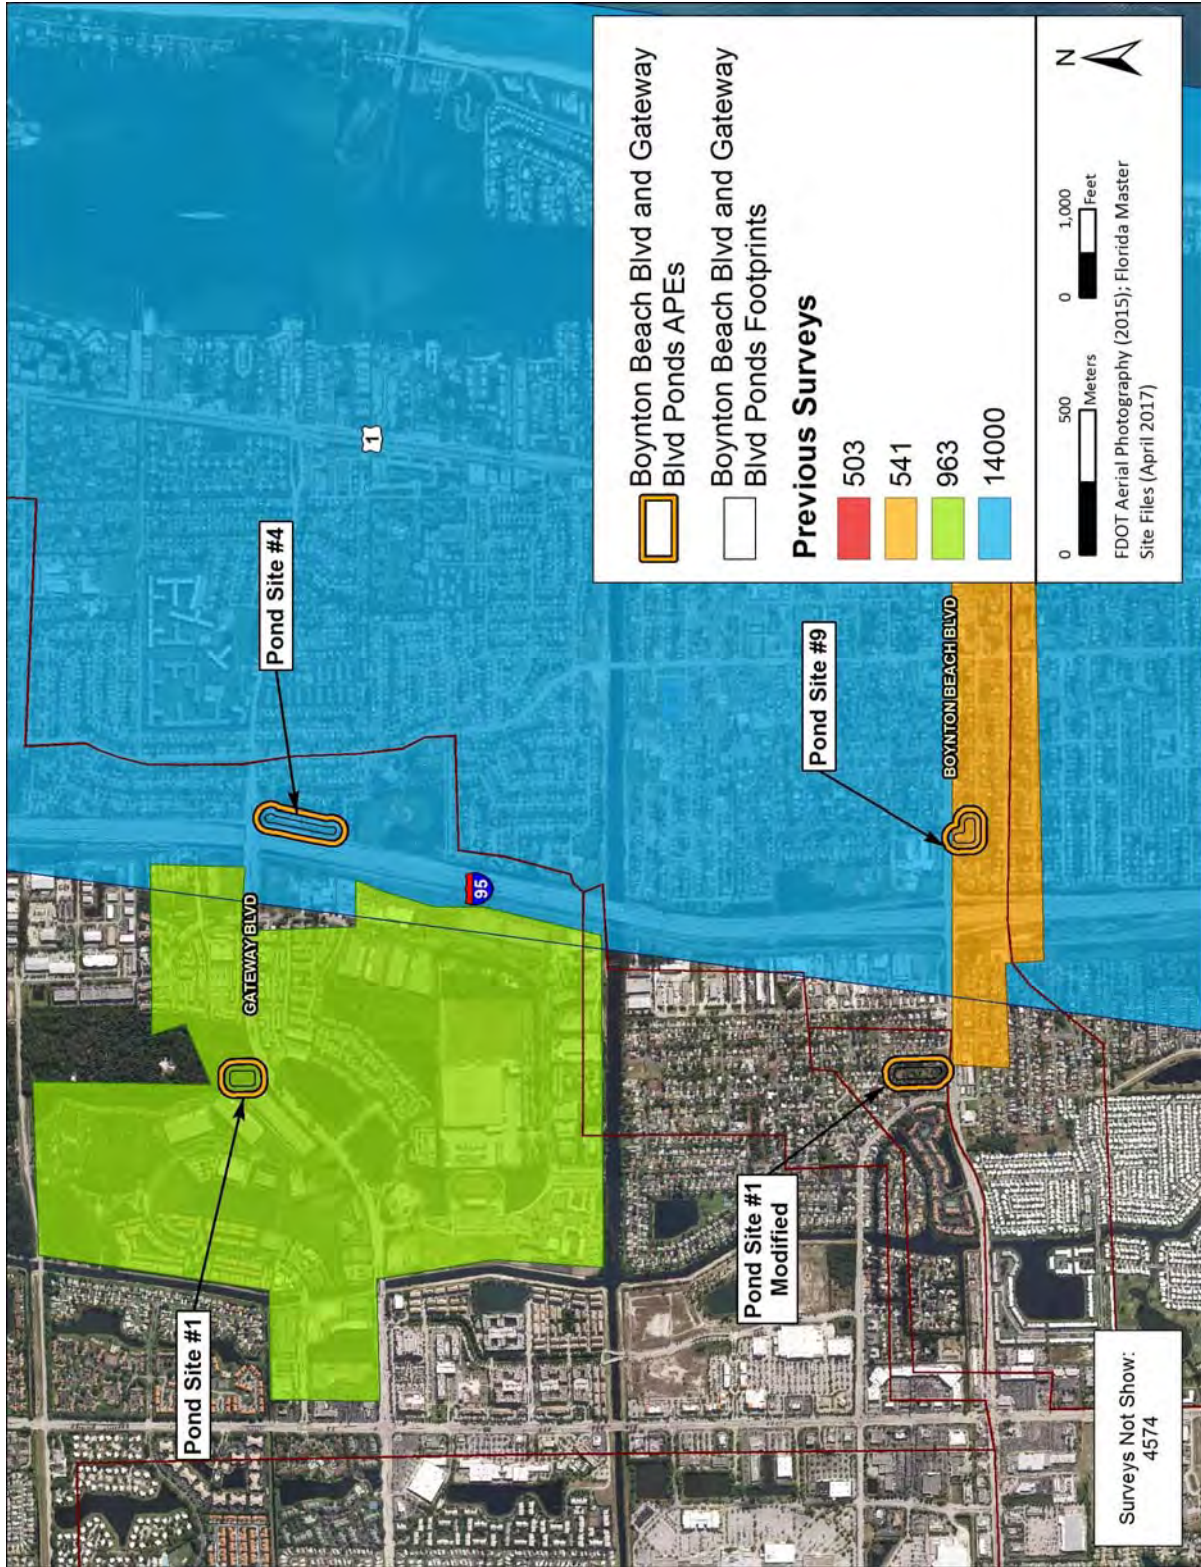 Pond Site #1
GATEWAY BLVD
Pond Site #4
95
1
Pond Site #1
Modified
Pond Site #9
BOYNTON BEACH BLVD
Surveys Not Show:
4574
Boynton Beach Blvd and Gateway
Blvd Ponds APEs
Boynton Beach Blvd and Gateway
Blvd Ponds Footprints
Previous Surveys
503
541
963
14000
0 500 Meters
0 1,000 Feet
N
FDOT Aerial Photography (2015); Florida Master
Site Files (April 2017)